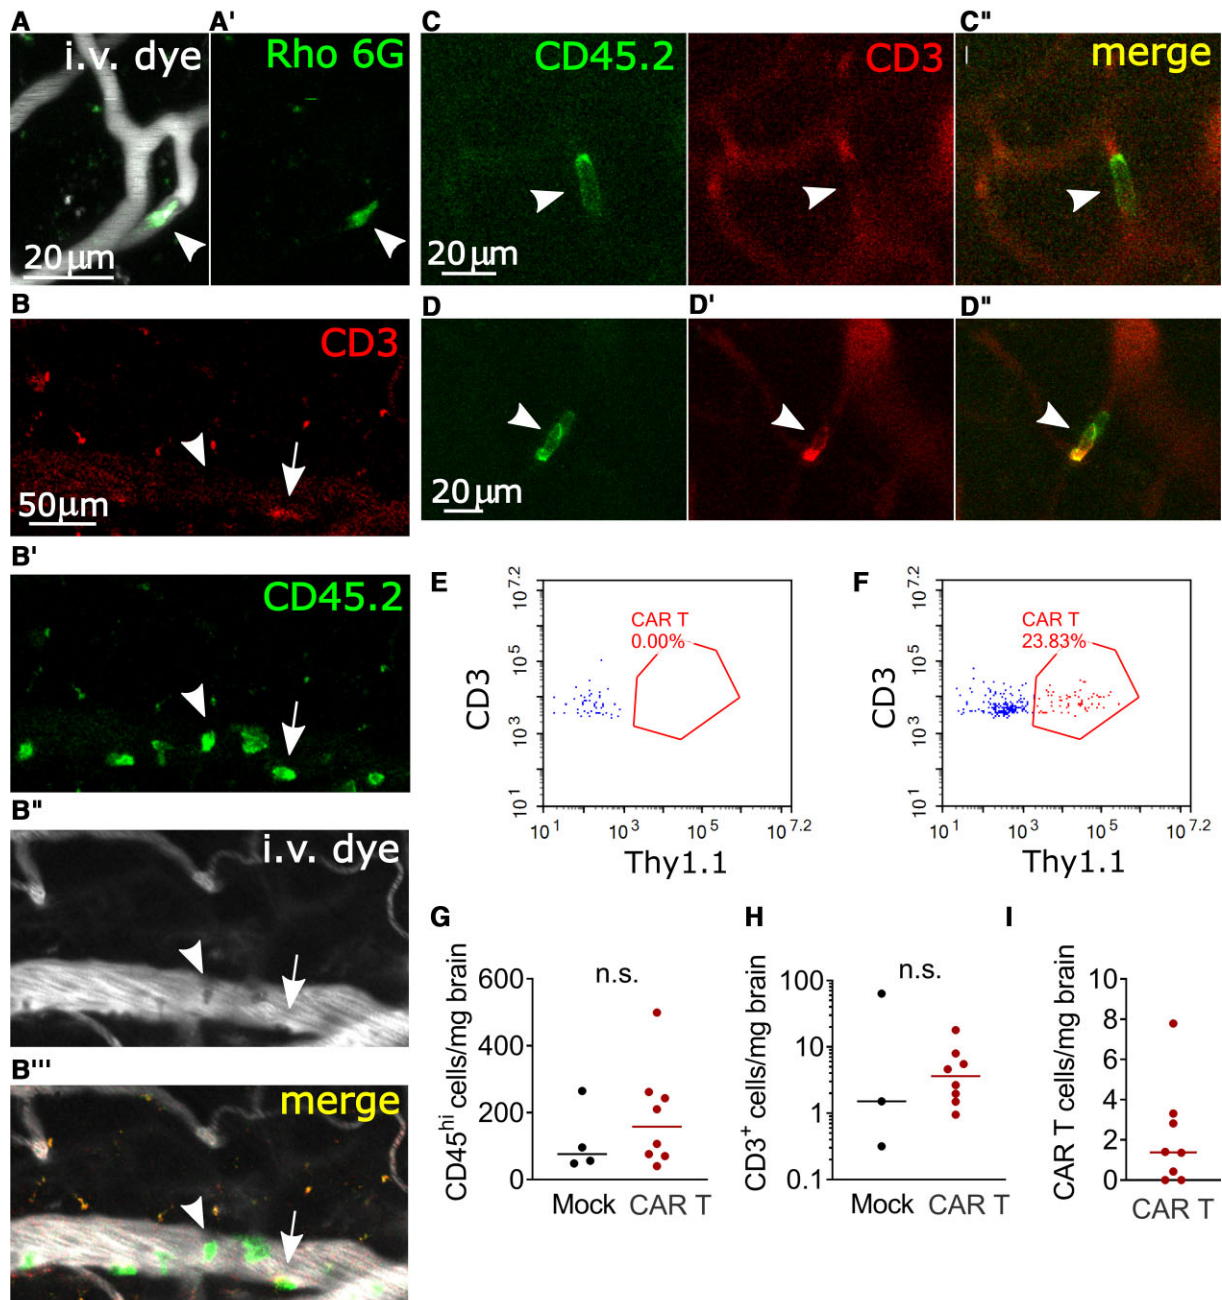 A
A'
C
C"
i.v. dye
Rho 6G
CD45.2
CD3
merge
20 µm
20 µm
B
D
D'
D"
CD3
50µm
20 µm
B'
CD45.2
E
F
CAR T
0.00%
CAR T
23.83%
CD3
10^7.2
10^5
10^3
10^1
10^1
10^3
10^5
10^7.2
Thy1.1
CD3
10^7.2
10^5
10^3
10^1
10^1
10^3
10^5
10^7.2
Thy1.1
B"
i.v. dye
B'''
merge
G
CD45^hi cells/mg brain
600
400
200
0
n.s.
Mock
CAR T
H
CD3^+ cells/mg brain
100
10
1
0.1
n.s.
Mock
CAR T
I
CAR T cells/mg brain
10
8
6
4
2
0
CAR T